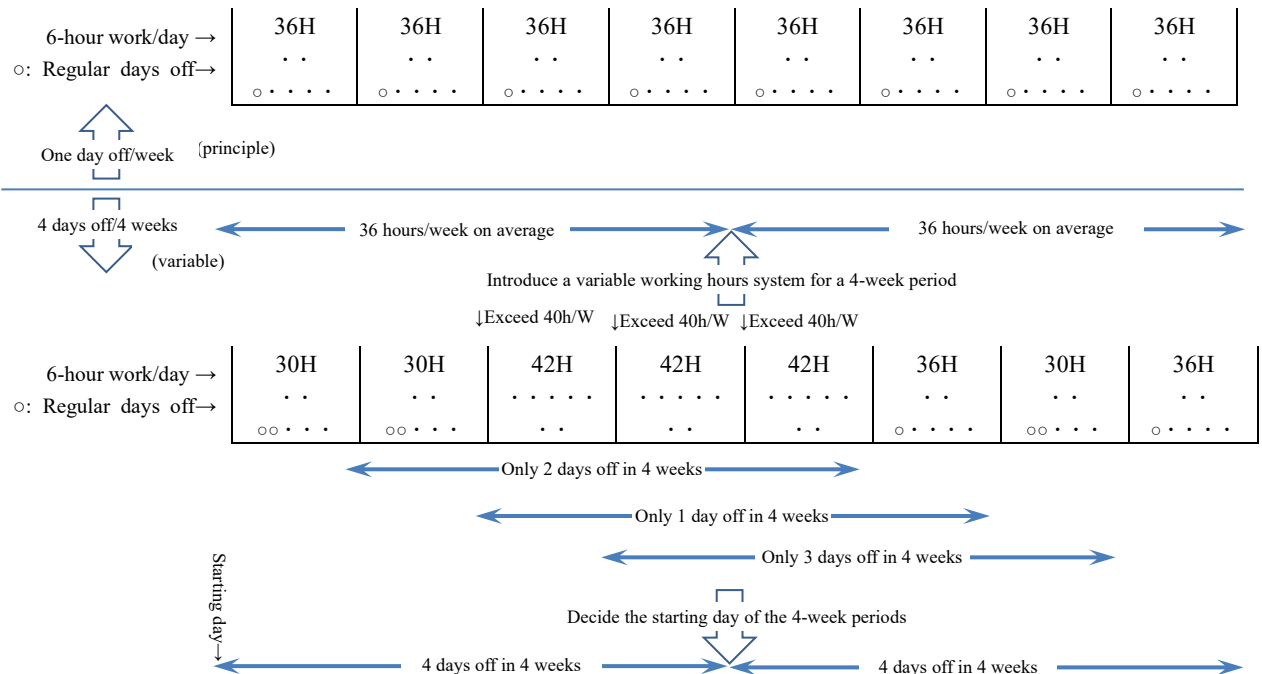 36H 36H 36H 36H 36H 36H 36H 36H
6-hour work/day →
· · · · · · · · · · · · · · · ·
○: Regular days off→
○· · · · ○· · · · ○· · · · ○· · · · ○· · · · ○· · · · ○· · · · ○· · · ·
One day off/week (principle)
4 days off/4 weeks
36 hours/week on average 36 hours/week on average
(variable)
Introduce a variable working hours system for a 4-week period
↓Exceed 40h/W ↓Exceed 40h/W ↓Exceed 40h/W
30H 30H 42H 42H 42H 36H 30H 36H
6-hour work/day →
· · · · · · · · · · · · · · · · · · · · · · · · ·
○: Regular days off→
○○· · · ○○· · · · · · · · · ○· · · · ○○· · · ○· · · ·
Only 2 days off in 4 weeks
Only 1 day off in 4 weeks
Only 3 days off in 4 weeks
Starting day→
Decide the starting day of the 4-week periods
4 days off in 4 weeks 4 days off in 4 weeks